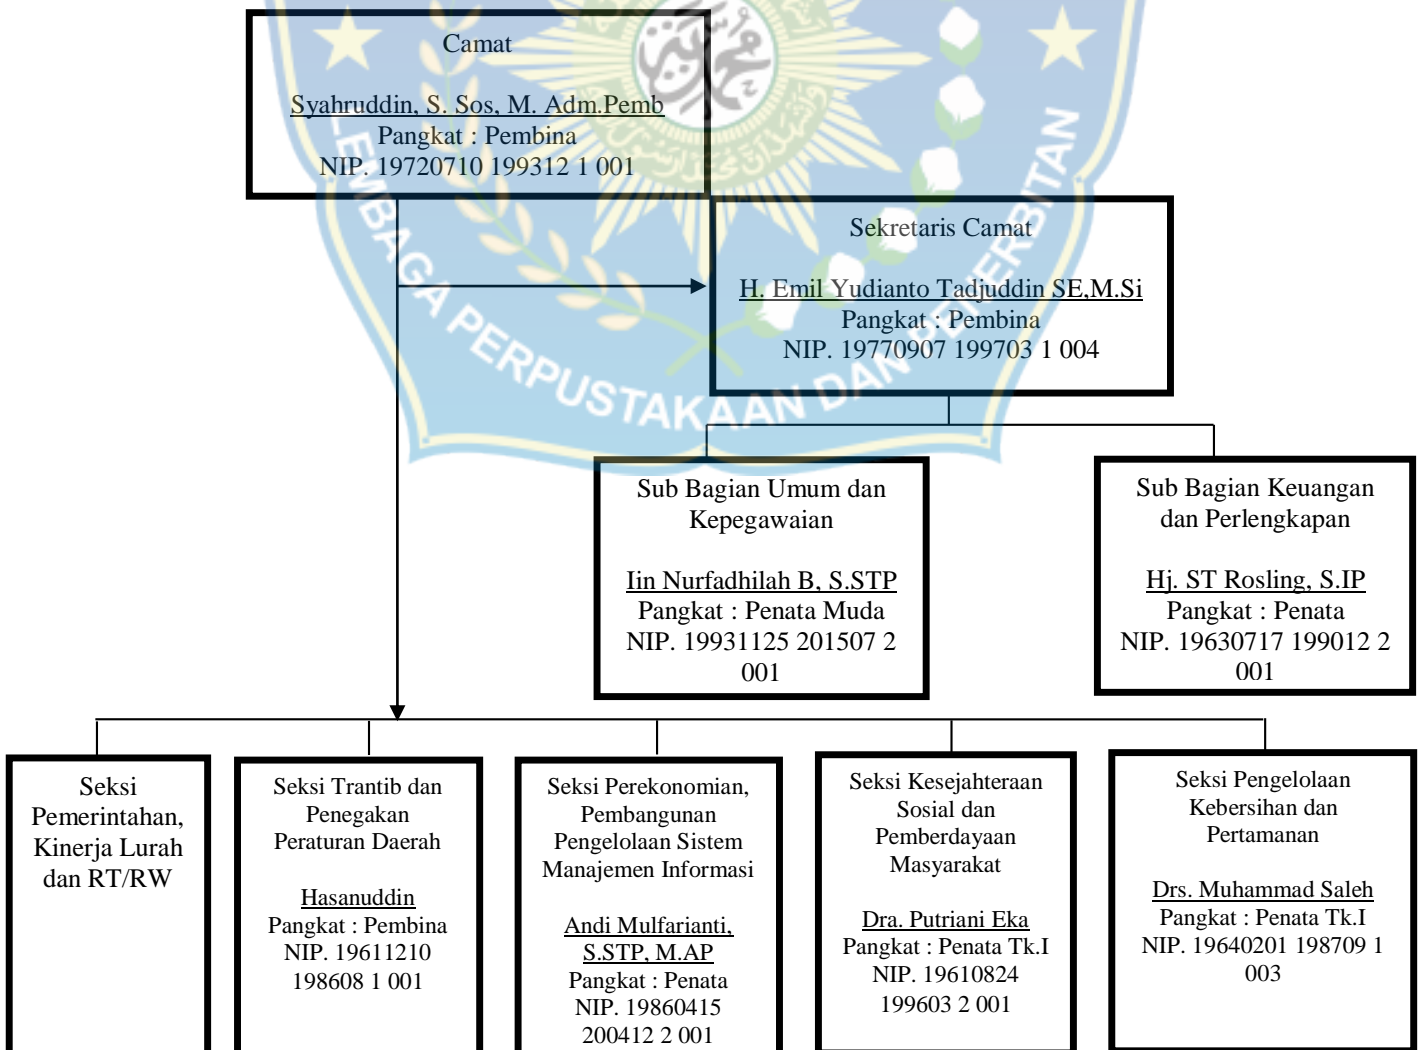 Camat
Syahruddin, S. Sos, M. Adm.Pemb
Pangkat : Pembina
NIP. 19720710 199312 1 001
Sekretaris Camat
H. Emil Yudianto Tadjuddin SE,M.Si
Pangkat : Pembina
NIP. 19770907 199703 1 004
LEMBAGA PERPUSTAKAAN DAN PENERBITAN
Sub Bagian Umum dan
Kepegawaian
Iin Nurfadhilah B, S.STP
Pangkat : Penata Muda
NIP. 19931125 201507 2
001
Sub Bagian Keuangan
dan Perlengkapan
Hj. ST Rosling, S.IP
Pangkat : Penata
NIP. 19630717 199012 2
001
Seksi
Pemerintahan,
Kinerja Lurah
dan RT/RW
Seksi Trantib dan
Penegakan
Peraturan Daerah
Hasanuddin
Pangkat : Pembina
NIP. 19611210
198608 1 001
Seksi Perekonomian,
Pembangunan
Pengelolaan Sistem
Manajemen Informasi
Andi Mulfarianti,
S.STP, M.AP
Pangkat : Penata
NIP. 19860415
200412 2 001
Seksi Kesejahteraan
Sosial dan
Pemberdayaan
Masyarakat
Dra. Putriani Eka
Pangkat : Penata Tk.I
NIP. 19610824
199603 2 001
Seksi Pengelolaan
Kebersihan dan
Pertamanan
Drs. Muhammad Saleh
Pangkat : Penata Tk.I
NIP. 19640201 198709 1
003